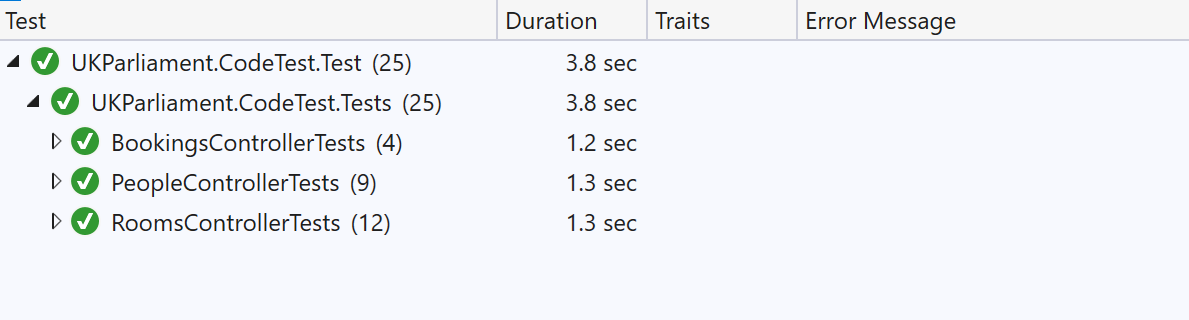 Test Duration Traits Error Message
UKParliament.CodeTest.Test (25) 3.8 sec
UKParliament.CodeTest.Tests (25) 3.8 sec
BookingsControllerTests (4) 1.2 sec
PeopleControllerTests (9) 1.3 sec
RoomsControllerTests (12) 1.3 sec